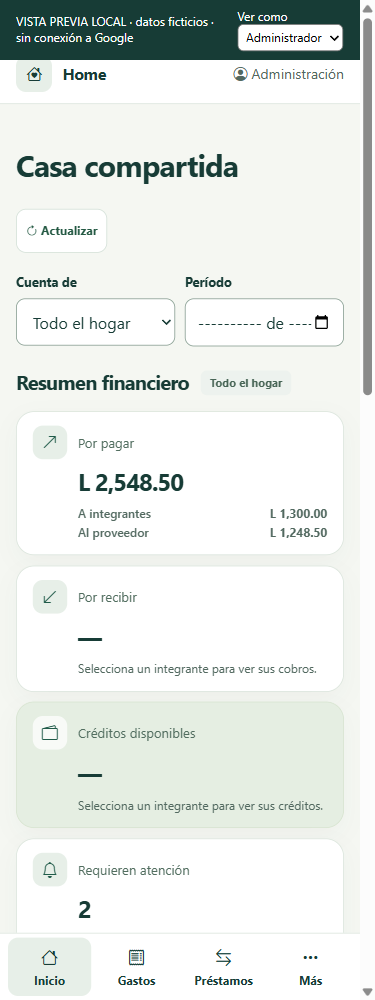 VISTA PREVIA LOCAL · datos ficticios ·
sin conexión a Google
Ver como
Administrador
Home
Administración
Casa compartida
Actualizar
Cuenta de
Período
Todo el hogar
---------- de ----
Resumen financiero
Todo el hogar
Por pagar
L 2,548.50
A integrantes L 1,300.00
Al proveedor L 1,248.50
Por recibir
—
Selecciona un integrante para ver sus cobros.
Créditos disponibles
—
Selecciona un integrante para ver sus créditos.
Requieren atención
2
Inicio
Gastos
Préstamos
Más